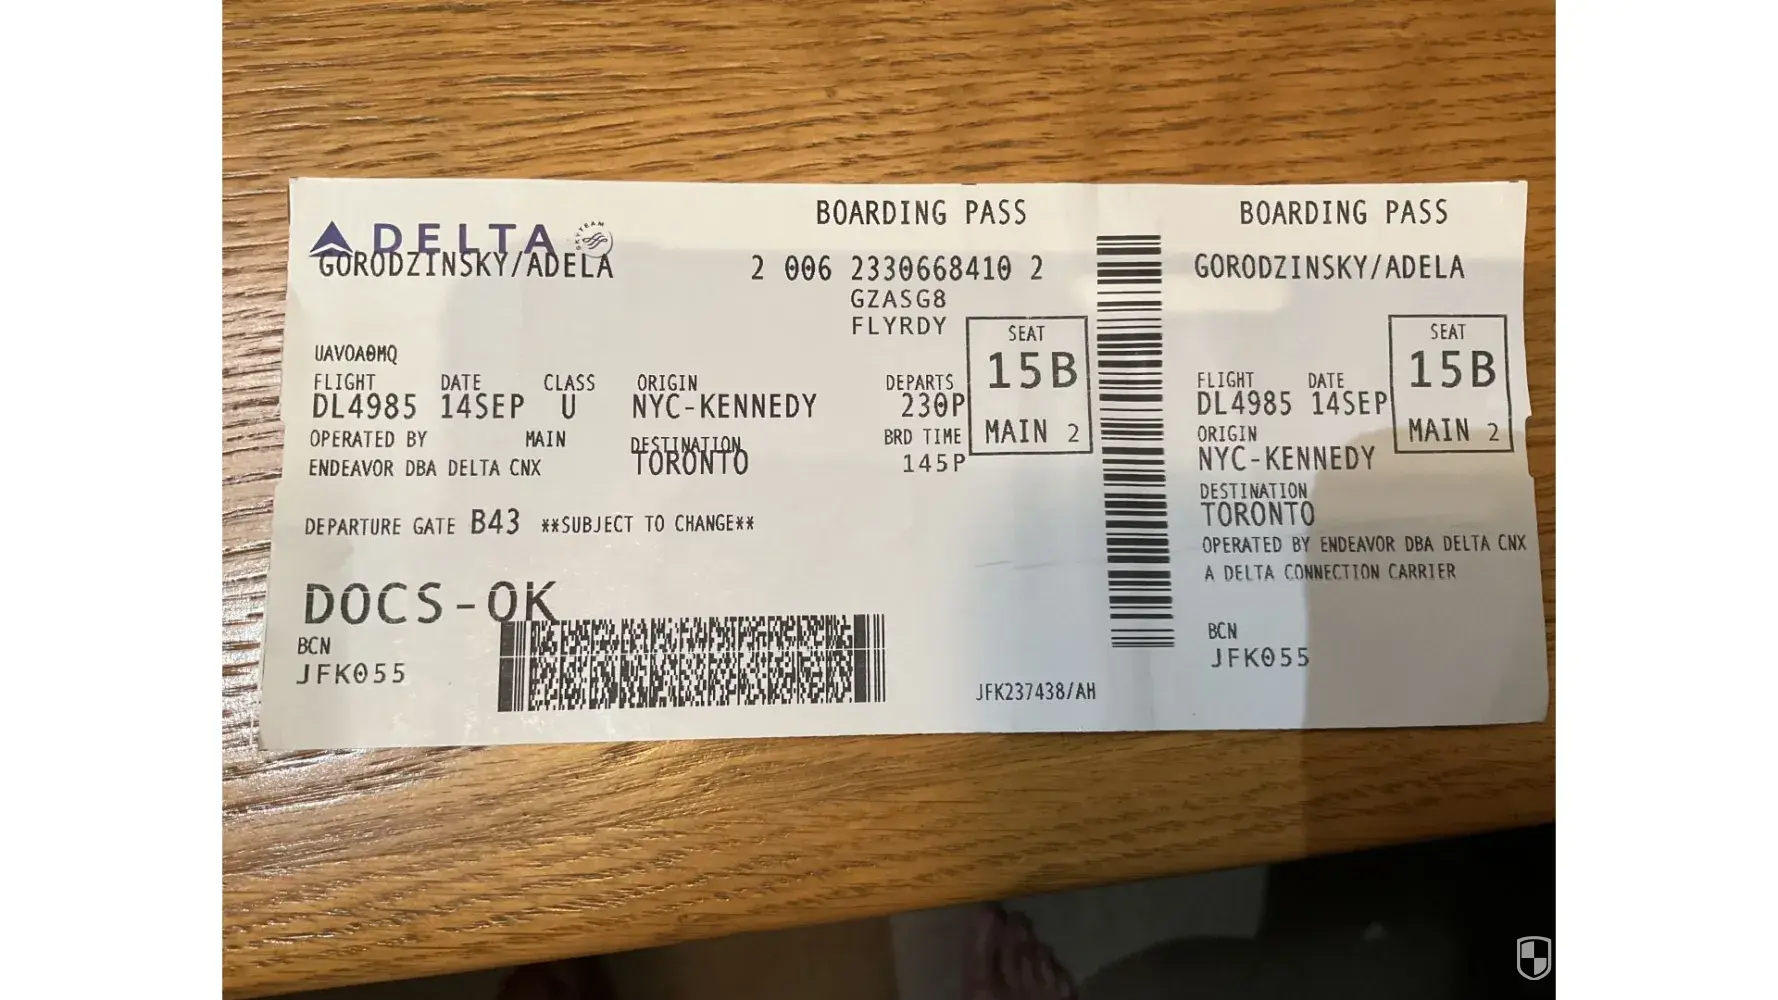 BOARDING PASS
DELTA
SKYTEAM
GORODZINSKY/ADELA
2 006 2330668410 2
GZASG8
FLYRDY
UAVOA0MQ
FLIGHT DATE CLASS ORIGIN DEPARTS
DL4985 14SEP U NYC-KENNEDY 230P
OPERATED BY MAIN DESTINATION BRD TIME
ENDEAVOR DBA DELTA CNX TORONTO 145P
SEAT
15B
MAIN 2
DEPARTURE GATE B43 **SUBJECT TO CHANGE**
DOCS-OK
BCN
JFK055
JFK237438/AH
BOARDING PASS
GORODZINSKY/ADELA
SEAT
15B
MAIN 2
FLIGHT DATE
DL4985 14SEP
ORIGIN
NYC-KENNEDY
DESTINATION
TORONTO
OPERATED BY ENDEAVOR DBA DELTA CNX
A DELTA CONNECTION CARRIER
BCN
JFK055